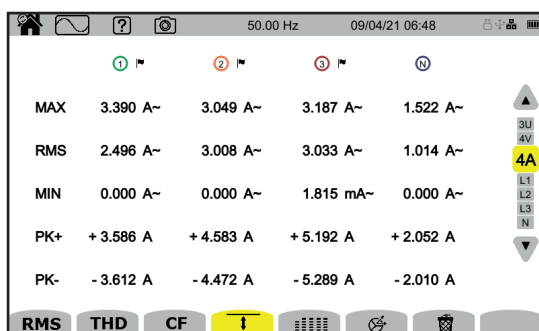 ? 50.00 Hz 09/04/21 06:48
1 2 3 N
MAX 3.390 A~ 3.049 A~ 3.187 A~ 1.522 A~
3U
4V
RMS 2.496 A~ 3.008 A~ 3.033 A~ 1.014 A~
4A
L1
MIN 0.000 A~ 0.000 A~ 1.815 mA~ 0.000 A~
L2
L3
N
PK+ + 3.586 A + 4.583 A + 5.192 A + 2.052 A
PK- - 3.612 A - 4.472 A - 5.289 A - 2.010 A
RMS THD CF